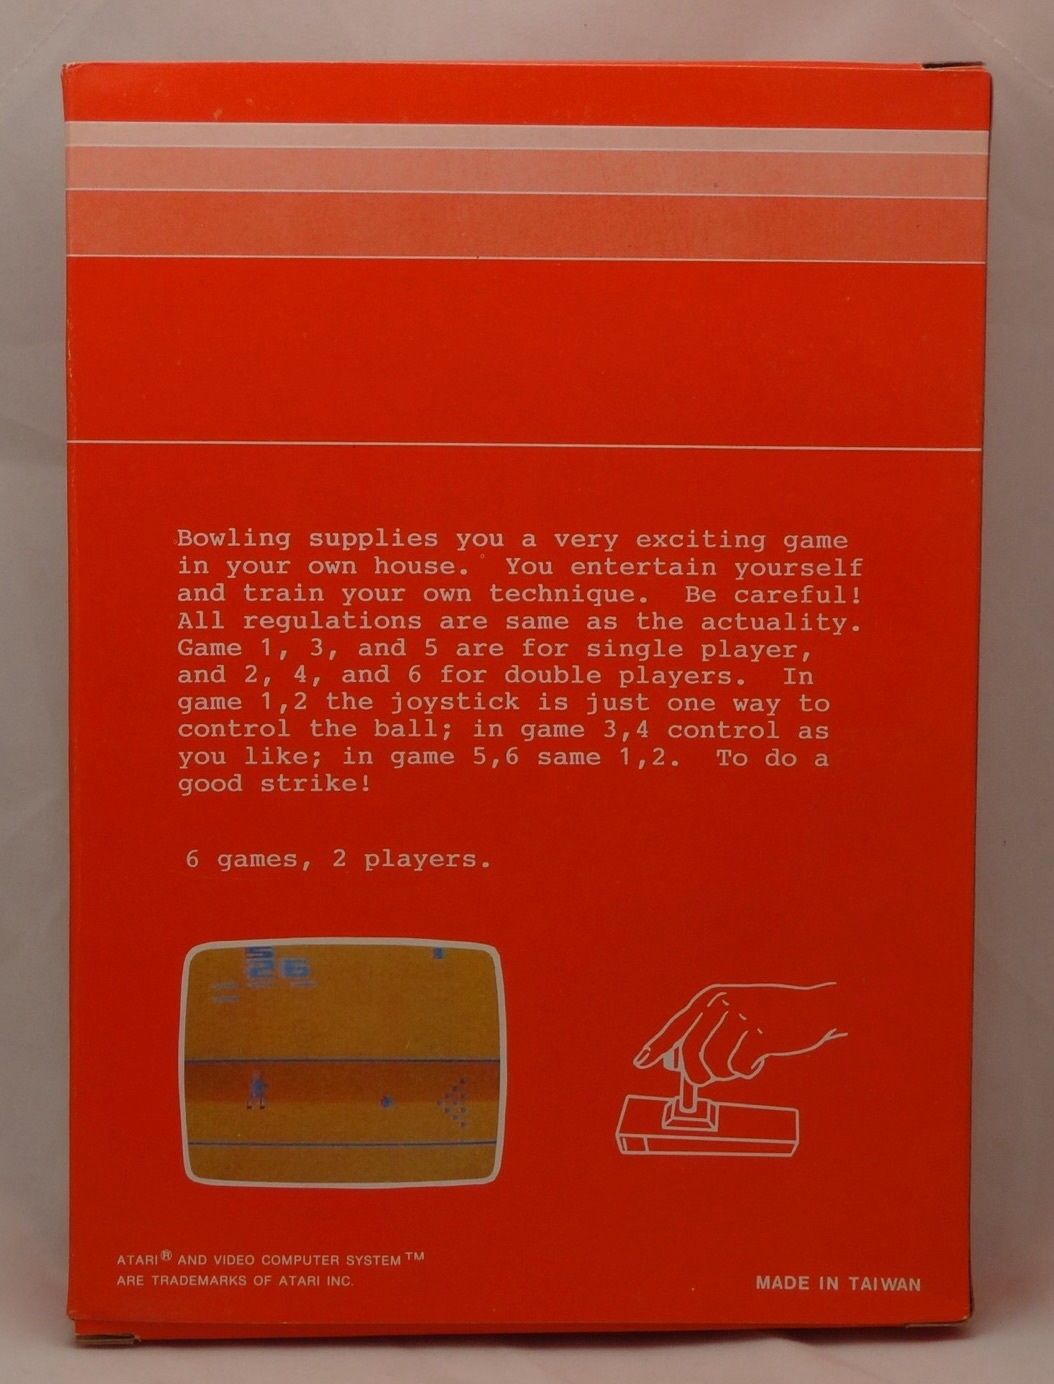 Bowling supplies you a very exciting game
in your own house.  You entertain yourself
and train your own technique.  Be careful!
All regulations are same as the actuality.
Game 1, 3, and 5 are for single player,
and 2, 4, and 6 for double players.  In
game 1,2 the joystick is just one way to
control the ball; in game 3,4 control as
you like; in game 5,6 same 1,2.  To do a
good strike!
6 games, 2 players.
ATARI® AND VIDEO COMPUTER SYSTEM™
ARE TRADEMARKS OF ATARI INC.
MADE IN TAIWAN